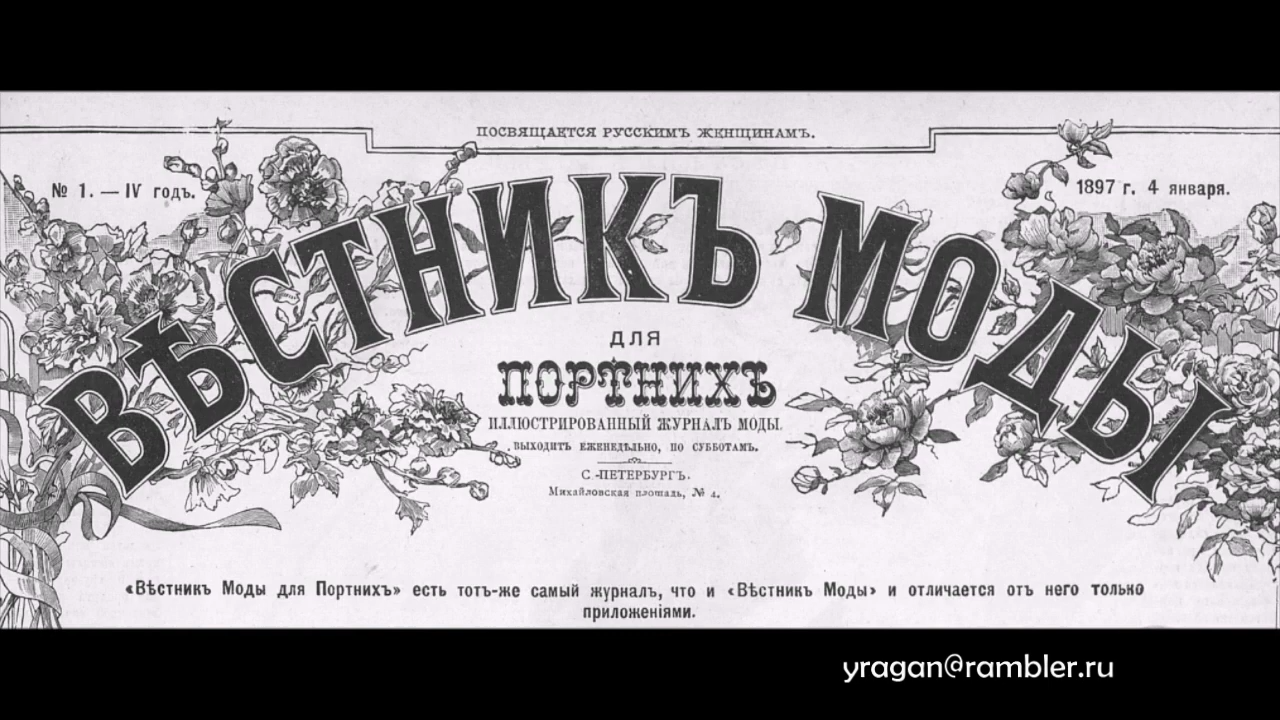 ПОСВЯЩАЕТСЯ РУССКИМЪ ЖЕНЩИНАМЪ.
№ 1. — IV годъ.
1897 г. 4 января.
ВѢСТНИКЪ МОДЫ
ДЛЯ
ПОРТНИХЪ
ИЛЛЮСТРИРОВАННЫЙ ЖУРНАЛЪ МОДЫ.
ВЫХОДИТЪ ЕЖЕНЕДѢЛЬНО, ПО СУББОТАМЪ.
С.-ПЕТЕРБУРГЪ.
Михайловская площадь, № 4.
«Вѣстникъ Моды для Портнихъ» есть тотъ-же самый журналъ, что и «Вѣстникъ Моды» и отличается отъ него только
приложеніями.
yragan@rambler.ru